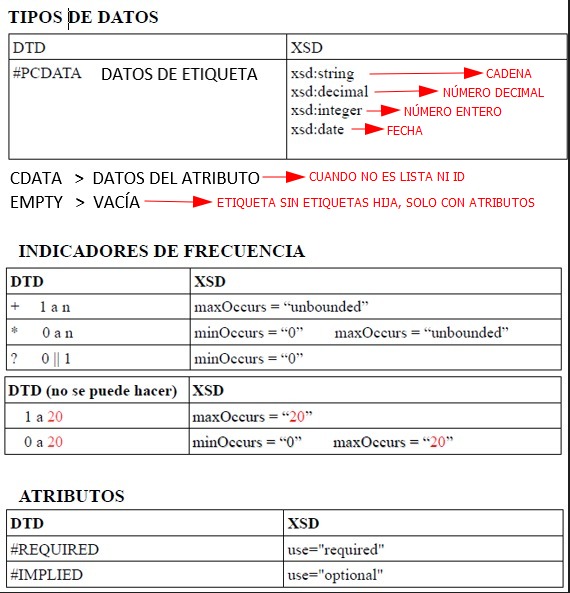 TIPOS DE DATOS
DTD XSD
#PCDATA DATOS DE ETIQUETA xsd:string CADENA
xsd:decimal NÚMERO DECIMAL
xsd:integer NÚMERO ENTERO
xsd:date FECHA
CDATA > DATOS DEL ATRIBUTO CUANDO NO ES LISTA NI ID
EMPTY > VACÍA ETIQUETA SIN ETIQUETAS HIJA, SOLO CON ATRIBUTOS
INDICADORES DE FRECUENCIA
DTD XSD
+ 1 a n maxOccurs = “unbounded”
* 0 a n minOccurs = “0” maxOccurs = “unbounded”
? 0 || 1 minOccurs = “0”
DTD (no se puede hacer) XSD
1 a 20 maxOccurs = “20”
0 a 20 minOccurs = “0” maxOccurs = “20”
ATRIBUTOS
DTD XSD
#REQUIRED use="required"
#IMPLIED use="optional"